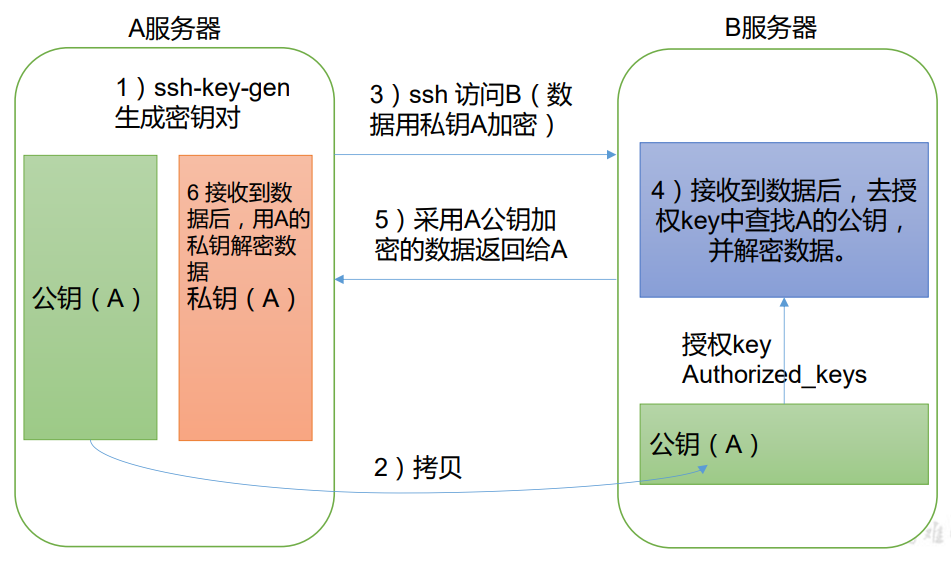 A服务器
B服务器
1）ssh-key-gen
生成密钥对
3）ssh 访问B（数
据用私钥A加密）
6 接收到数
据后，用A的
私钥解密数
据
私钥（A）
公钥（A）
5）采用A公钥加
密的数据返回给A
4）接收到数据后，去授
权key中查找A的公钥，
并解密数据。
授权key
Authorized_keys
公钥（A）
2）拷贝